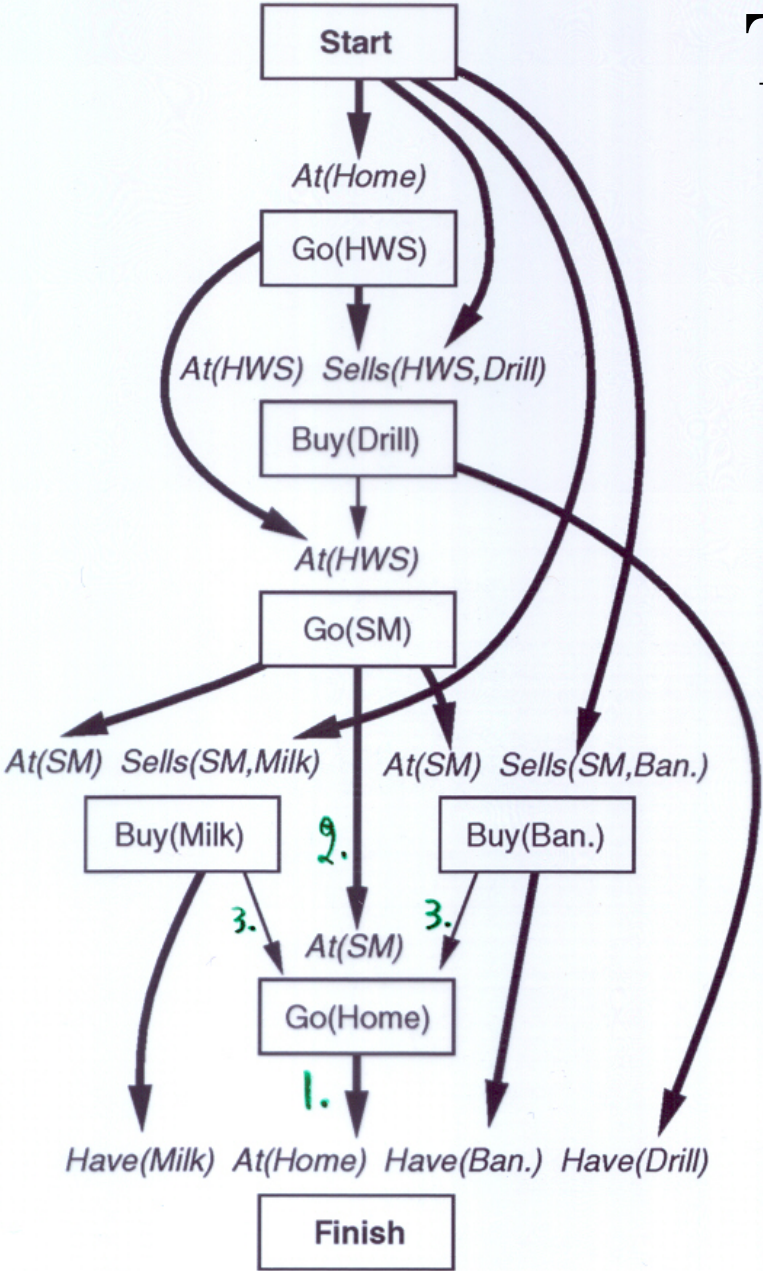 Start
At(Home)
Go(HWS)
At(HWS) Sells(HWS,Drill)
Buy(Drill)
At(HWS)
Go(SM)
At(SM) Sells(SM,Milk) At(SM) Sells(SM,Ban.)
Buy(Milk) Buy(Ban.)
2.
3. At(SM) 3.
Go(Home)
1.
Have(Milk) At(Home) Have(Ban.) Have(Drill)
Finish